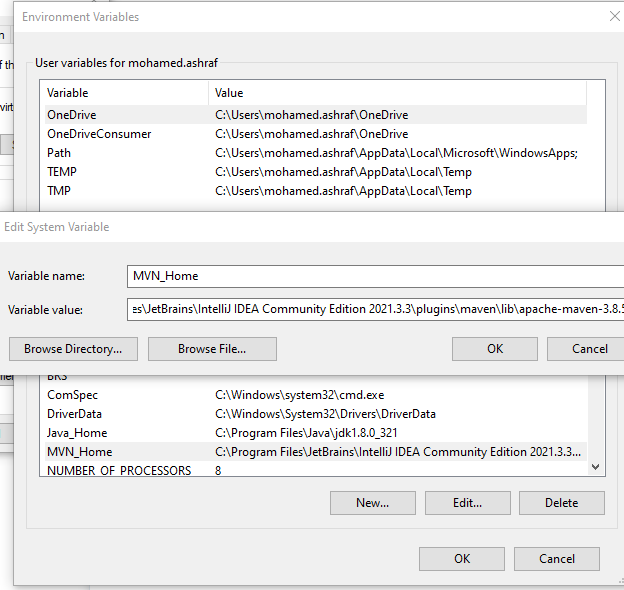 Environment Variables
User variables for mohamed.ashraf
Variable Value
OneDrive C:\Users\mohamed.ashraf\OneDrive
OneDriveConsumer C:\Users\mohamed.ashraf\OneDrive
Path C:\Users\mohamed.ashraf\AppData\Local\Microsoft\WindowsApps;
TEMP C:\Users\mohamed.ashraf\AppData\Local\Temp
TMP C:\Users\mohamed.ashraf\AppData\Local\Temp
Edit System Variable
Variable name: MVN_Home
Variable value: es\JetBrains\IntelliJ IDEA Community Edition 2021.3.3\plugins\maven\lib\apache-maven-3.8.5
Browse Directory... Browse File... OK Cancel
ComSpec C:\Windows\system32\cmd.exe
DriverData C:\Windows\System32\Drivers\DriverData
Java_Home C:\Program Files\Java\jdk1.8.0_321
MVN_Home C:\Program Files\JetBrains\IntelliJ IDEA Community Edition 2021.3.3...
NUMBER_OF_PROCESSORS 8
New... Edit... Delete
OK Cancel